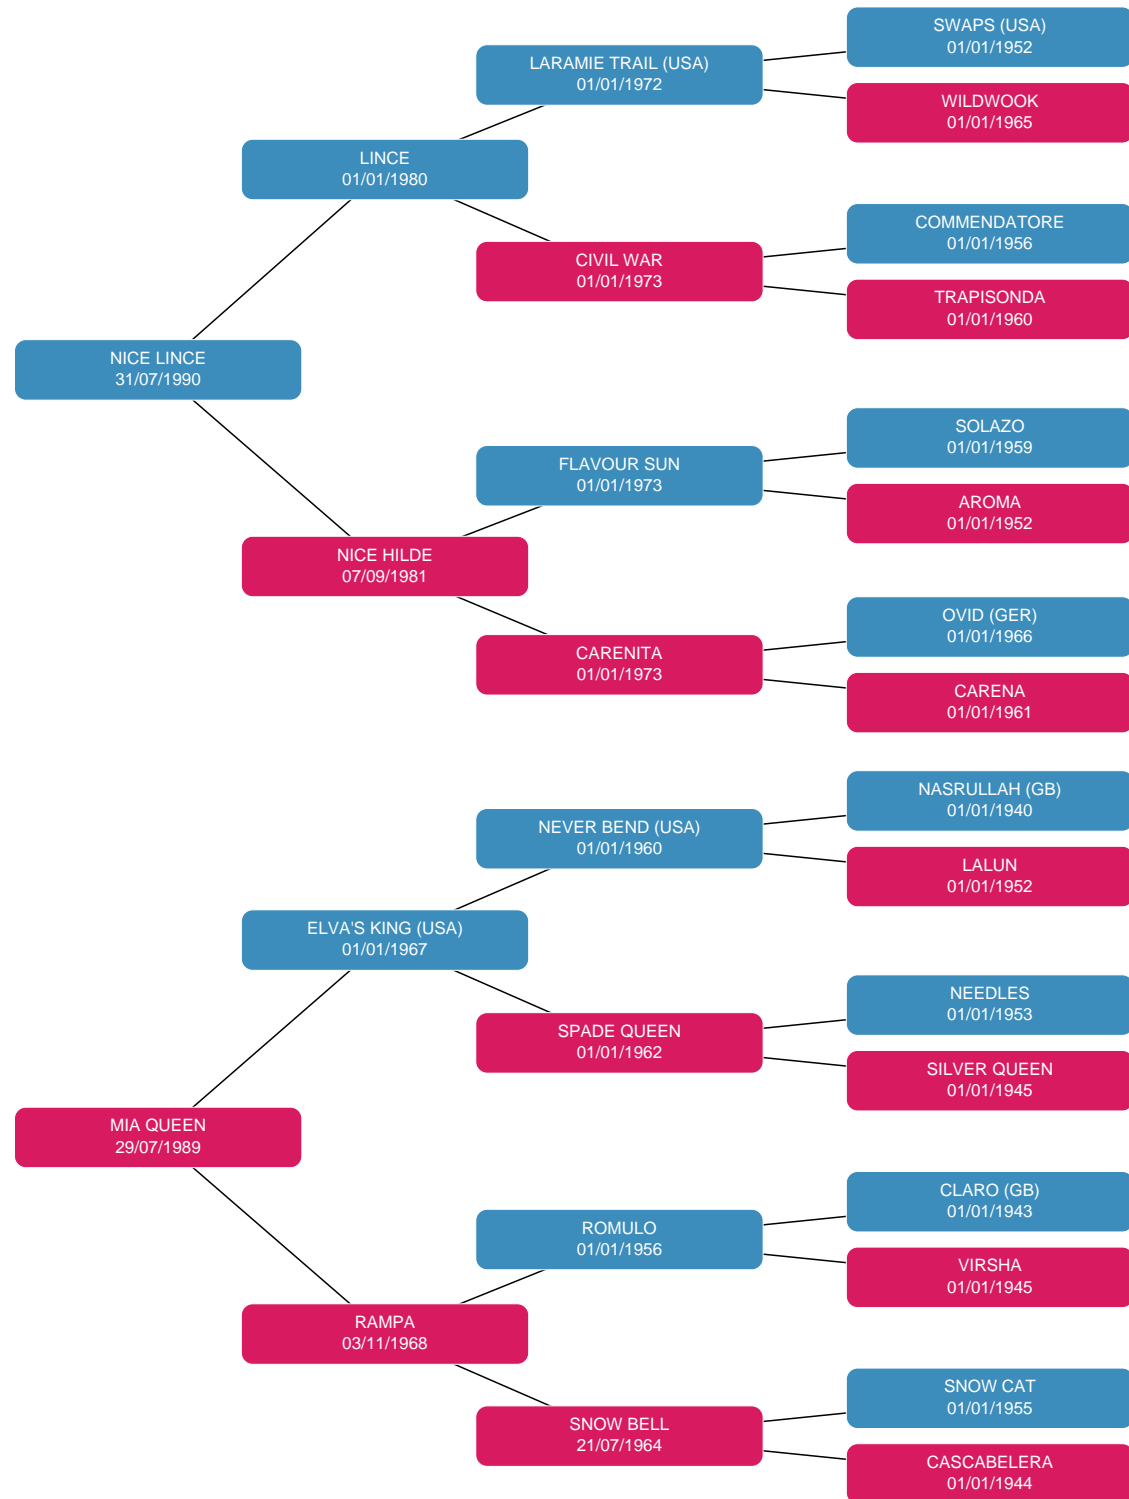 SWAPS (USA)
01/01/1952
LARAMIE TRAIL (USA)
01/01/1972
WILDWOOK
01/01/1965
LINCE
01/01/1980
COMMENDATORE
01/01/1956
CIVIL WAR
01/01/1973
TRAPISONDA
01/01/1960
NICE LINCE
31/07/1990
SOLAZO
01/01/1959
FLAVOUR SUN
01/01/1973
AROMA
01/01/1952
NICE HILDE
07/09/1981
OVID (GER)
01/01/1966
CARENITA
01/01/1973
CARENA
01/01/1961
NASRULLAH (GB)
01/01/1940
NEVER BEND (USA)
01/01/1960
LALUN
01/01/1952
ELVA'S KING (USA)
01/01/1967
NEEDLES
01/01/1953
SPADE QUEEN
01/01/1962
SILVER QUEEN
01/01/1945
MIA QUEEN
29/07/1989
CLARO (GB)
01/01/1943
ROMULO
01/01/1956
VIRSHA
01/01/1945
RAMPA
03/11/1968
SNOW CAT
01/01/1955
SNOW BELL
21/07/1964
CASCABELERA
01/01/1944